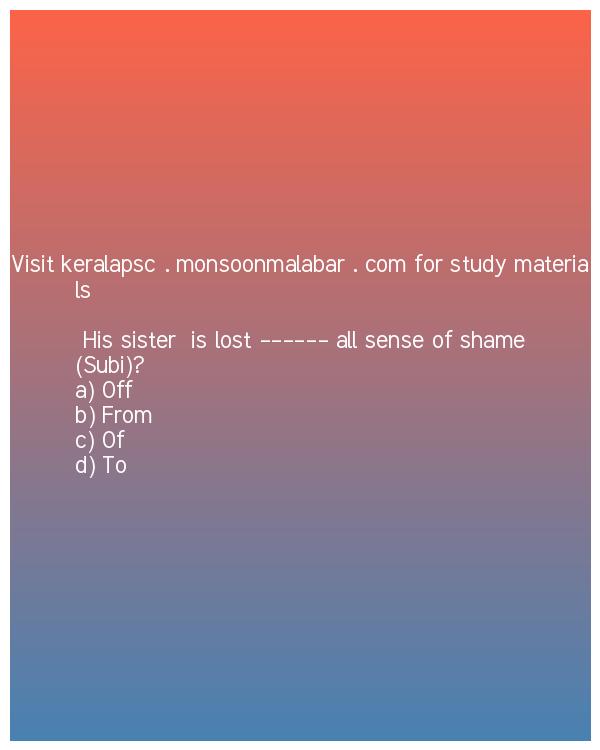 Visit keralapsc . monsoonmalabar . com for study materia
ls
His sister  is lost ------ all sense of shame
(Subi)?
a) Off
b) From
c) Of
d) To